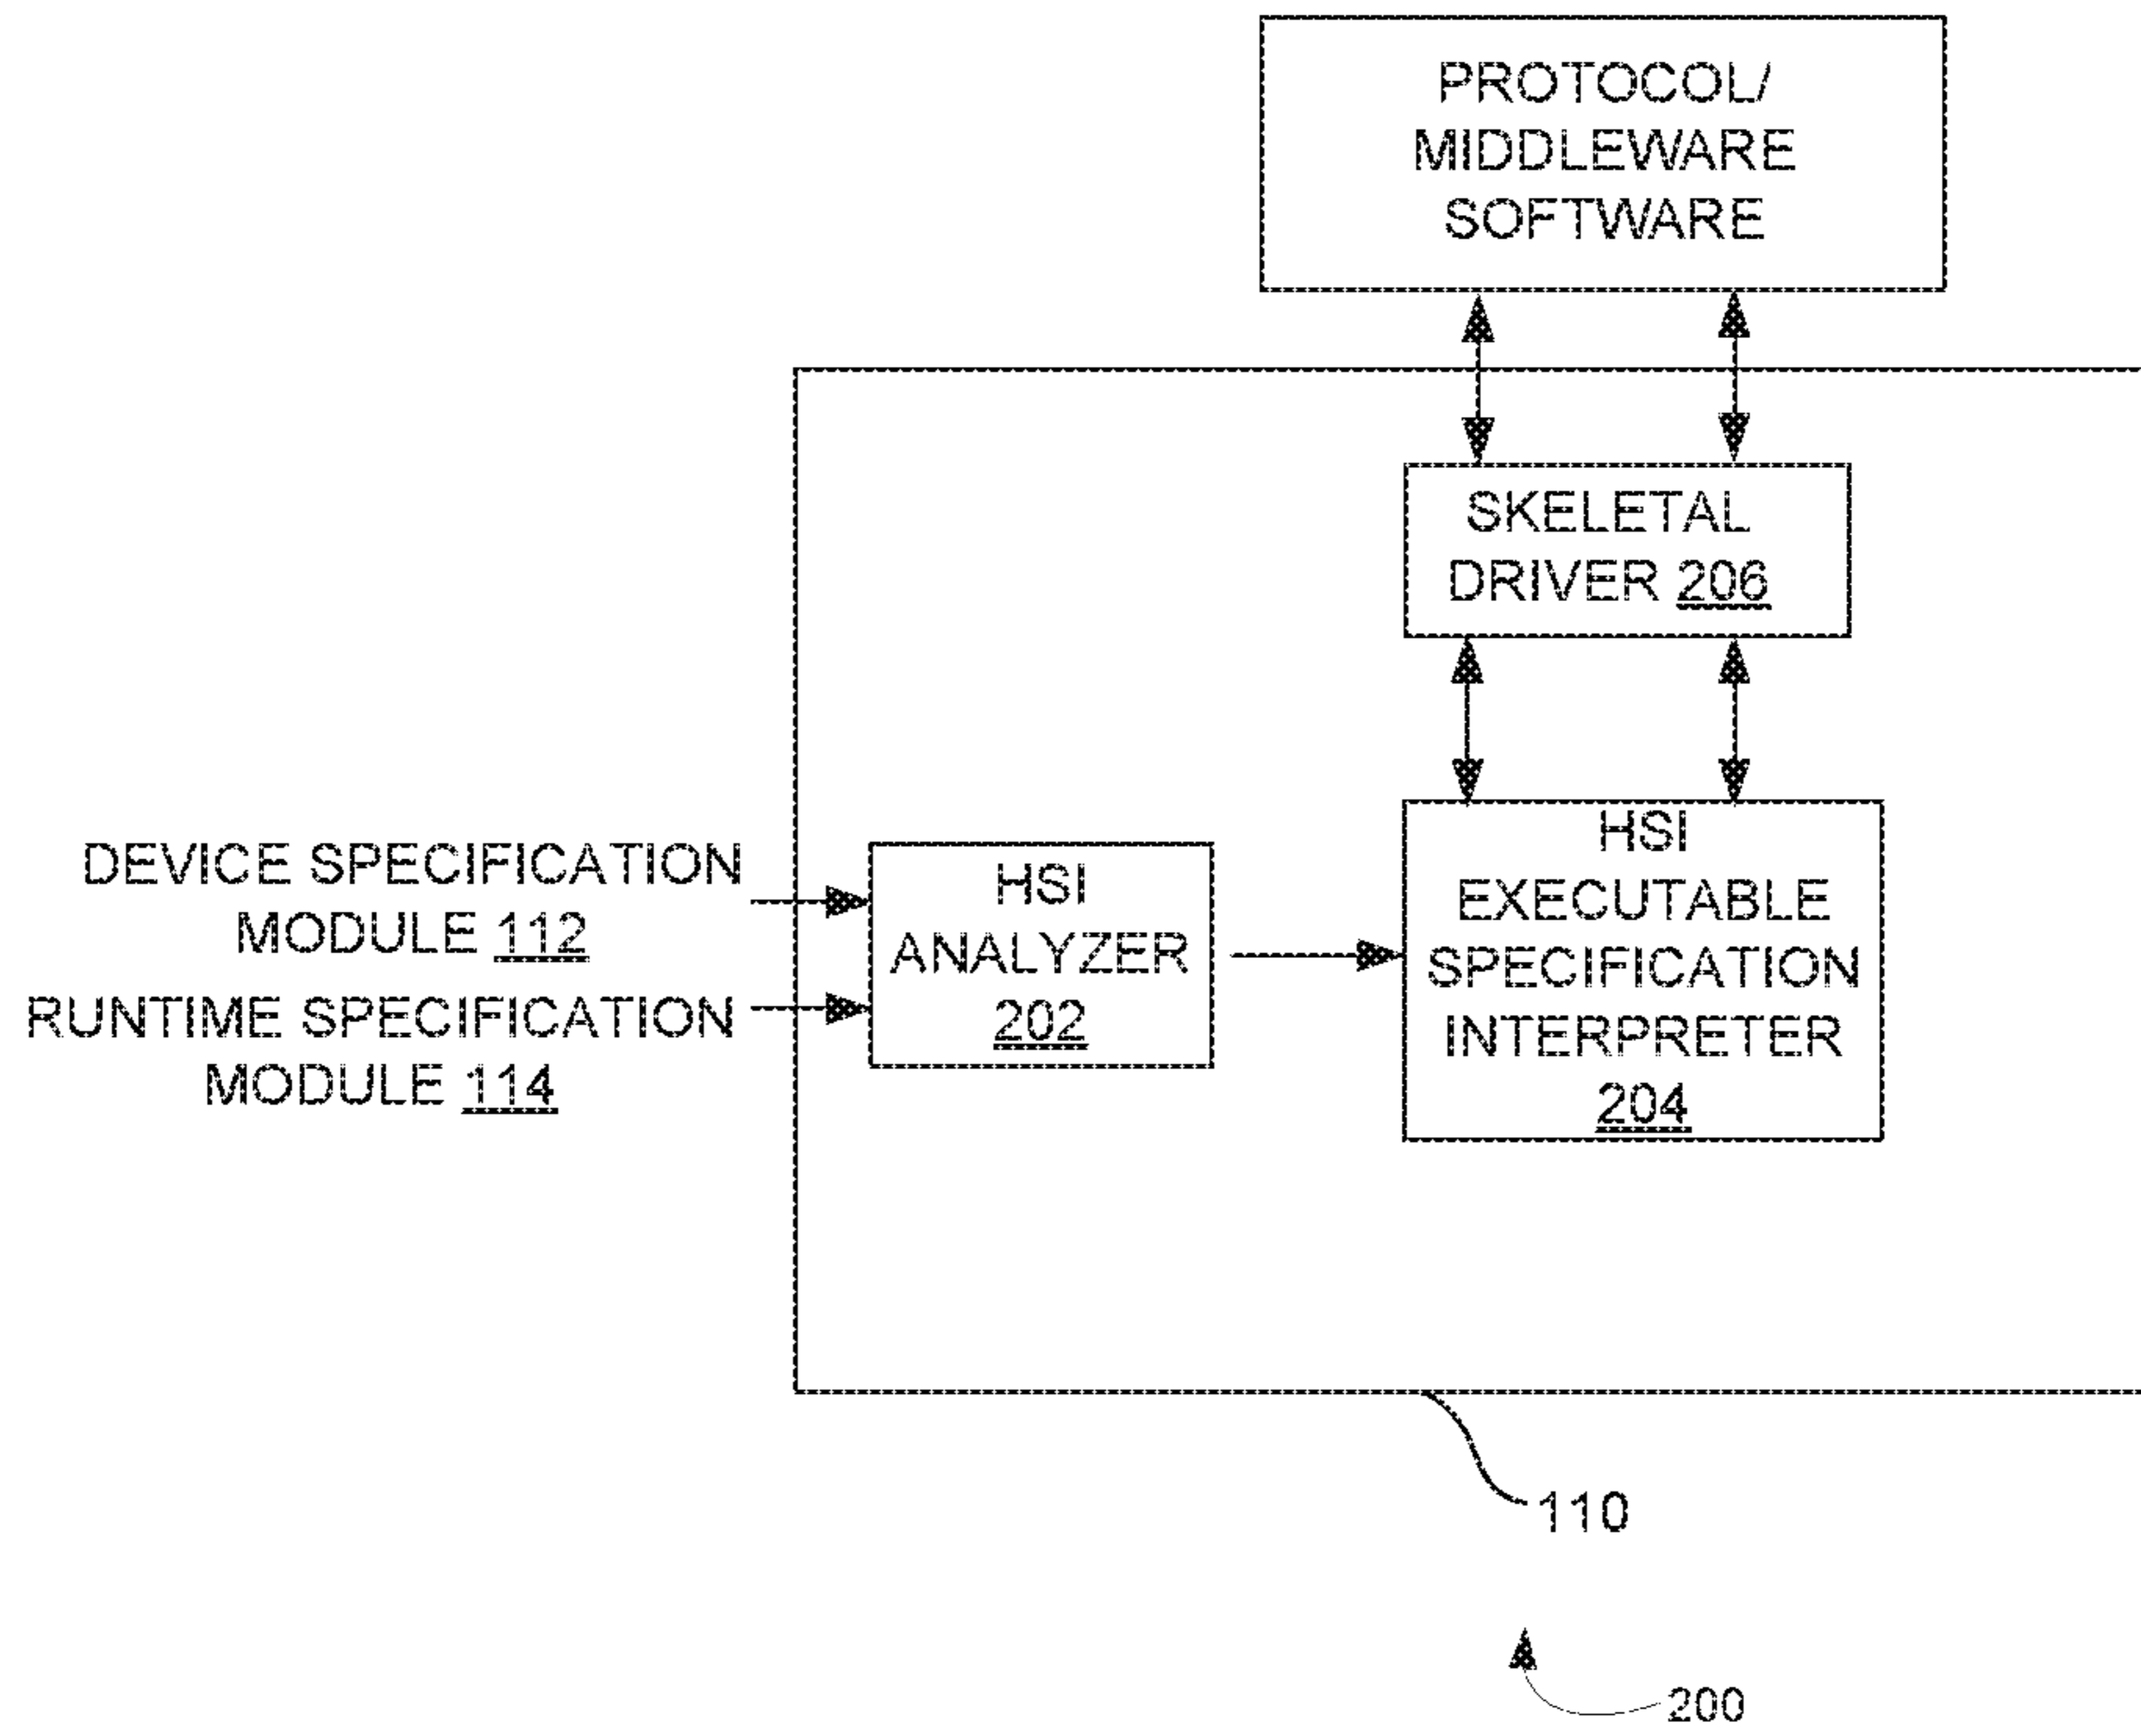 PROTOCOL/
MIDDLEWARE
SOFTWARE
SKELETAL
DRIVER 206
DEVICE SPECIFICATION
MODULE 112
RUNTIME SPECIFICATION
MODULE 114
HSI
ANALYZER
202
HSI
EXECUTABLE
SPECIFICATION
INTERPRETER
204
110
200